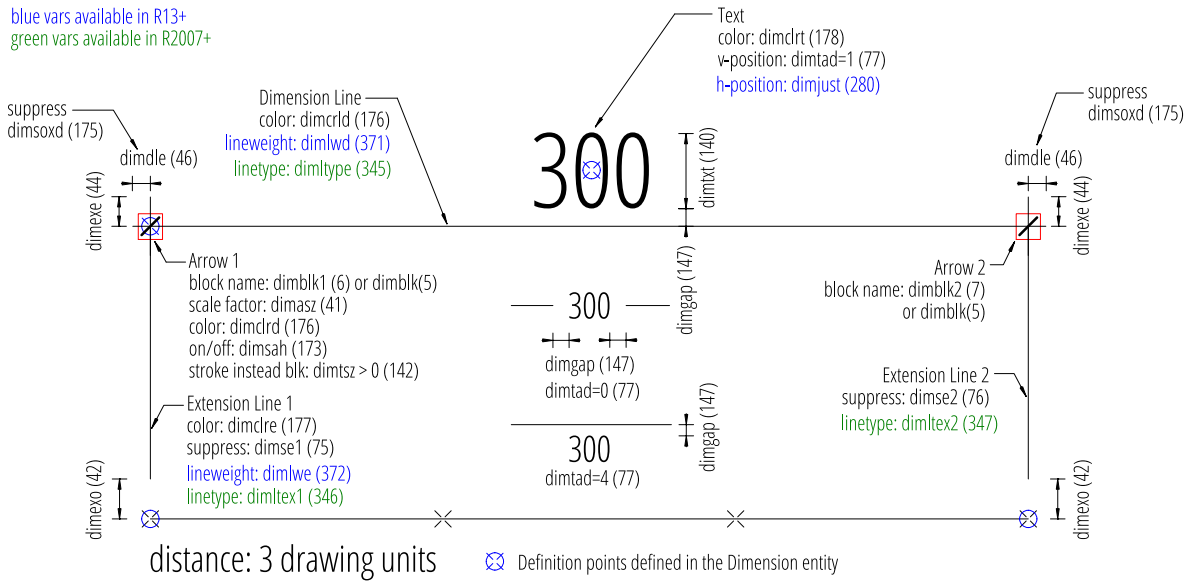 blue vars available in R13+
green vars available in R2007+
Text
color: dimclrt (178)
v-position: dimtad=1 (77)
h-position: dimjust (280)
suppress
dimsoxd (175)
dimdle (46)
dimexe (44)
Dimension Line
color: dimcrld (176)
lineweight: dimlwd (371)
linetype: dimltype (345)
300
dimtxt (140)
suppress
dimsoxd (175)
dimdle (46)
dimexe (44)
Arrow 1
block name: dimblk1 (6) or dimblk(5)
scale factor: dimasz (41)
color: dimclrd (176)
on/off: dimsah (173)
stroke instead blk: dimtsz > 0 (142)
dimgap (147)
300
dimgap (147)
dimtad=0 (77)
Arrow 2
block name: dimblk2 (7)
or dimblk(5)
Extension Line 1
color: dimclre (177)
suppress: dimse1 (75)
lineweight: dimlwe (372)
linetype: dimltex1 (346)
dimgap (147)
300
dimtad=4 (77)
Extension Line 2
suppress: dimse2 (76)
linetype: dimltex2 (347)
dimexo (42)
dimexo (42)
distance: 3 drawing units
Definition points defined in the Dimension entity